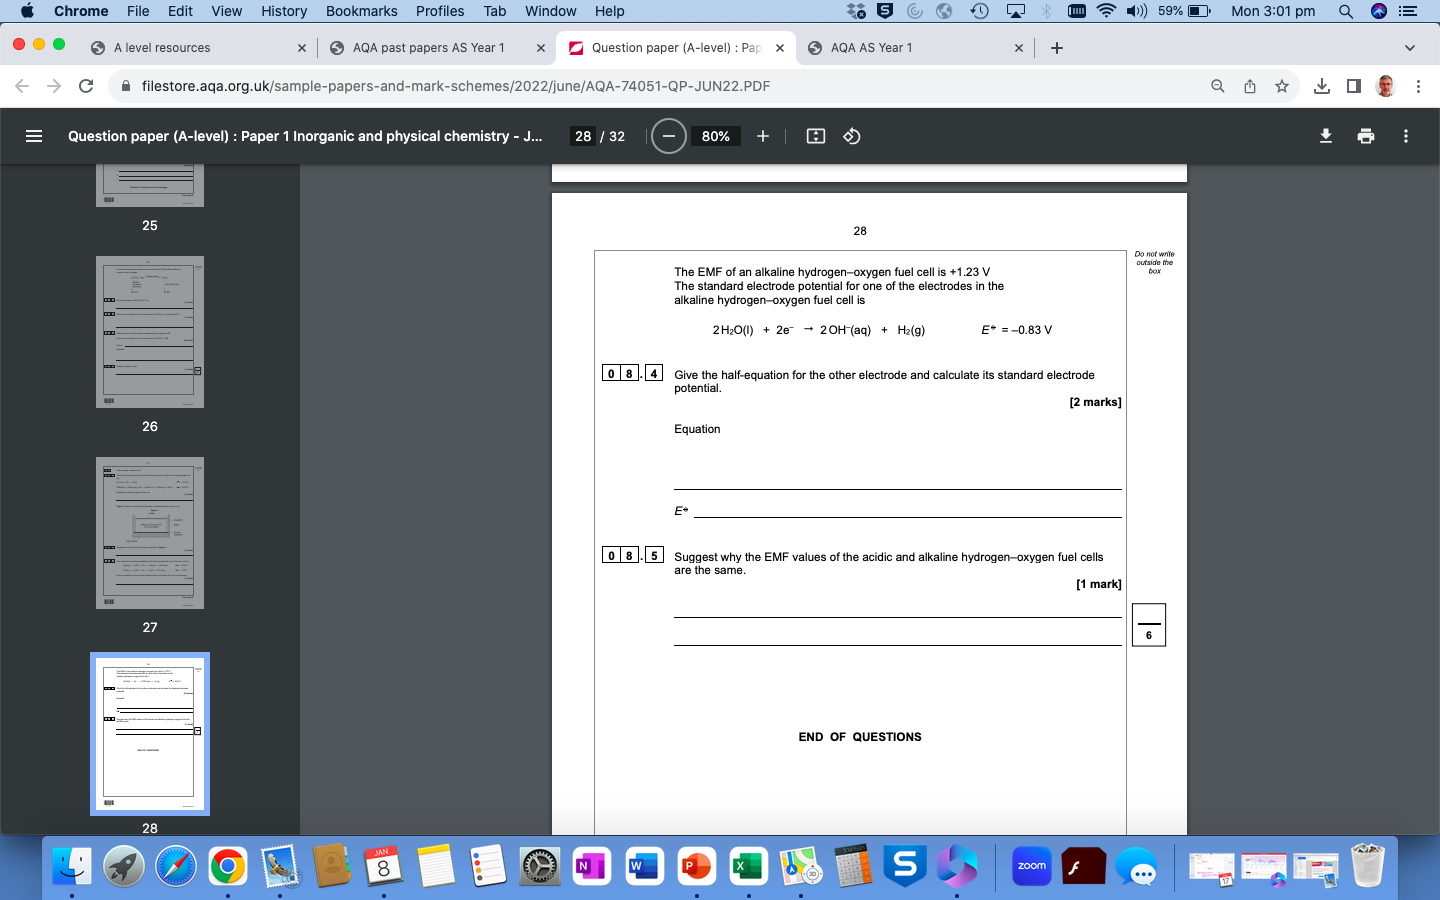 Chrome File Edit View History Bookmarks Profiles Tab Window Help 59% Mon 3:01 pm
A level resources
AQA past papers AS Year 1
Question paper (A-level) : Pap
AQA AS Year 1
filestore.aqa.org.uk/sample-papers-and-mark-schemes/2022/june/AQA-74051-QP-JUN22.PDF
Question paper (A-level) : Paper 1 Inorganic and physical chemistry - J... 28 / 32 80%
25
26
27
28
28
Do not write
outside the
box
The EMF of an alkaline hydrogen–oxygen fuel cell is +1.23 V
The standard electrode potential for one of the electrodes in the
alkaline hydrogen–oxygen fuel cell is
2 H₂O(l) + 2e⁻ → 2 OH⁻(aq) + H₂(g) E⦵ = –0.83 V
0 8 . 4 Give the half-equation for the other electrode and calculate its standard electrode
potential.
[2 marks]
Equation
E⦵
0 8 . 5 Suggest why the EMF values of the acidic and alkaline hydrogen–oxygen fuel cells
are the same.
[1 mark]
6
END OF QUESTIONS
JAN
8
N
W
P
X
3D
S
zoom
17